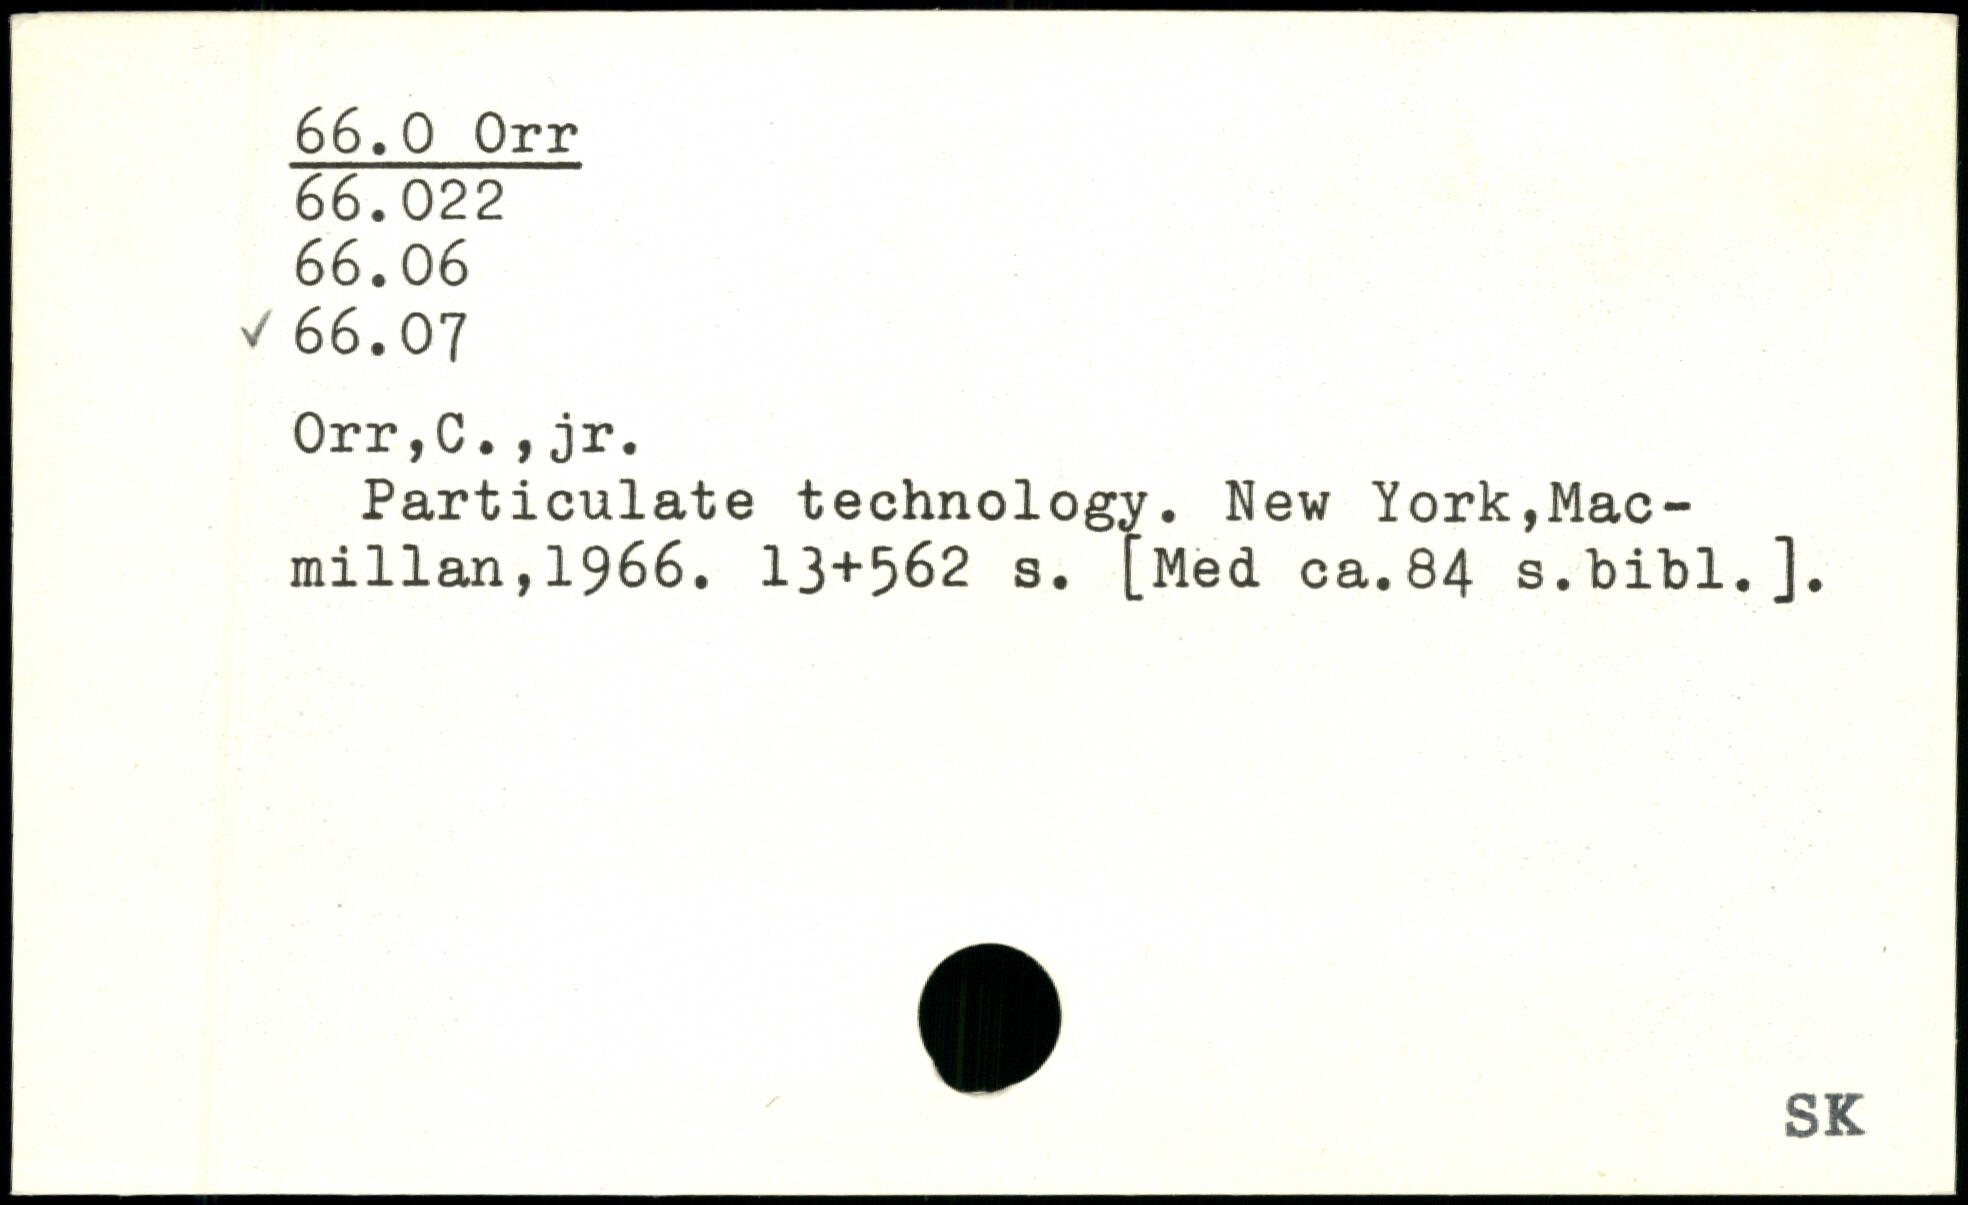 66.0 Orr
66.022
66.06
✓ 66.07
Orr,C.,jr.
Particulate technology. New York,Mac-
millan,1966. 13+562 s. [Med ca.84 s.bibl.].
SK